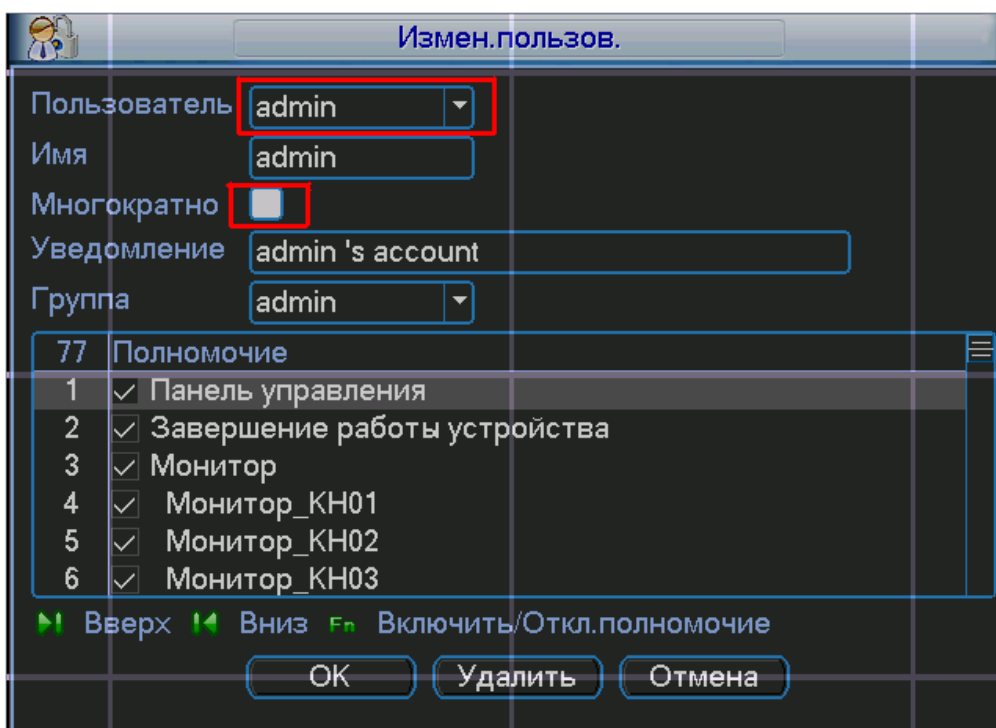 Измен.пользов.
Пользователь admin
Имя admin
Многократно
Уведомление admin 's account
Группа admin
77 Полномочие
1 Панель управления
2 Завершение работы устройства
3 Монитор
4 Монитор_КН01
5 Монитор_КН02
6 Монитор_КН03
Вверх Вниз Fn Включить/Откл.полномочие
OK Удалить Отмена